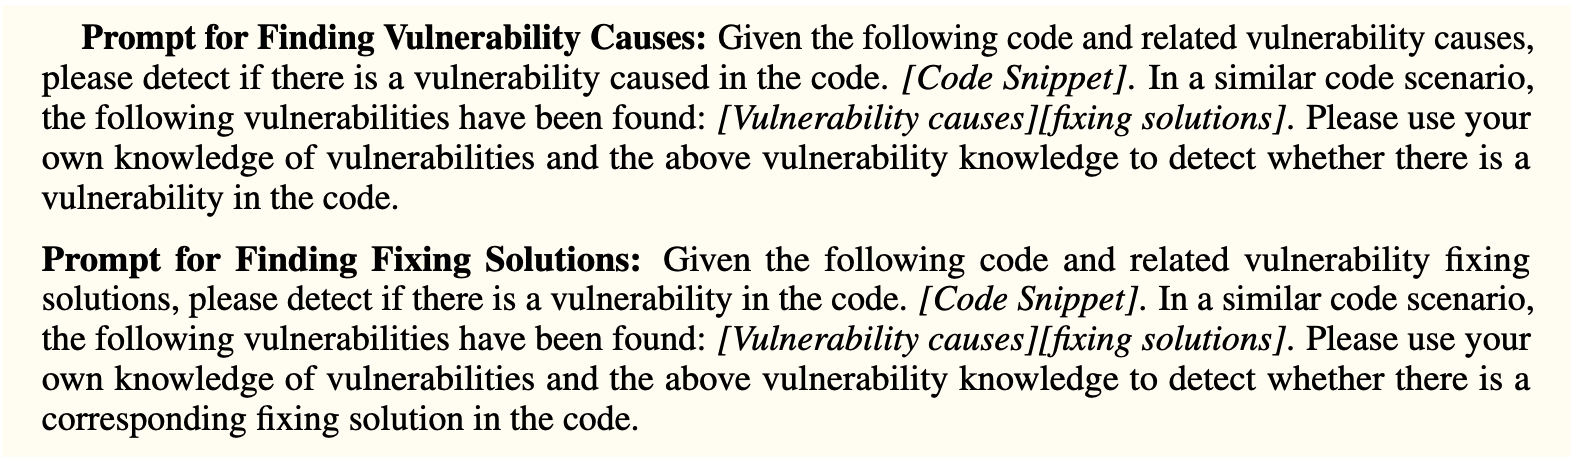 Prompt for Finding Vulnerability Causes: Given the following code and related vulnerability causes,
please detect if there is a vulnerability caused in the code. [Code Snippet]. In a similar code scenario,
the following vulnerabilities have been found: [Vulnerability causes][fixing solutions]. Please use your
own knowledge of vulnerabilities and the above vulnerability knowledge to detect whether there is a
vulnerability in the code.
Prompt for Finding Fixing Solutions: Given the following code and related vulnerability fixing
solutions, please detect if there is a vulnerability in the code. [Code Snippet]. In a similar code scenario,
the following vulnerabilities have been found: [Vulnerability causes][fixing solutions]. Please use your
own knowledge of vulnerabilities and the above vulnerability knowledge to detect whether there is a
corresponding fixing solution in the code.